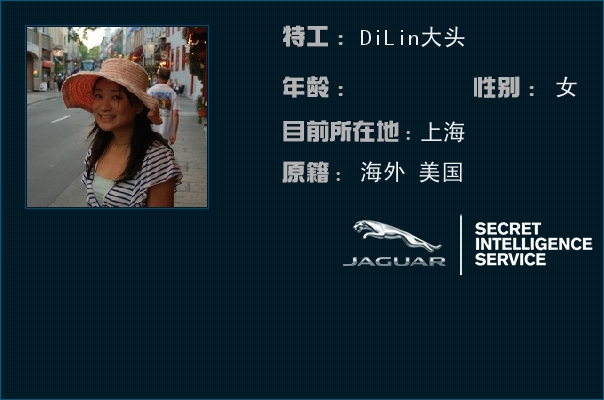 特工： DiLin大头
年龄： 性别： 女
目前所在地：上海
原籍： 海外 美国
JAGUAR
SECRET
INTELLIGENCE
SERVICE